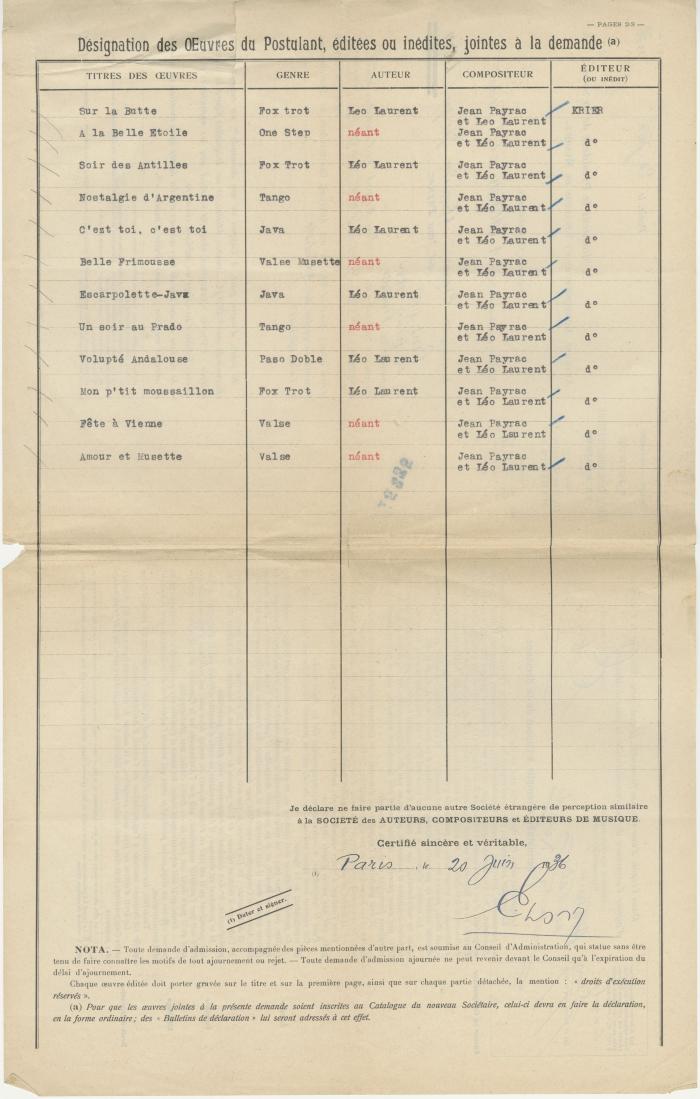 — PAGES 2-3 —
Désignation des Œuvres du Postulant, éditées ou inédites, jointes à la demande (a)
TITRES DES ŒUVRES GENRE AUTEUR COMPOSITEUR ÉDITEUR (OU INÉDIT)
Sur la Butte Fox trot Leo Laurent Jean Payrac KRIER
et Leo Laurent
A la Belle Etoile One Step néant Jean Payrac
et Léo Laurent d°
Soir des Antilles Fox Trot Léo Laurent Jean Payrac
et Léo Laurent d°
Nostalgie d'Argentine Tango néant Jean Payrac
et Léo Laurent d°
C'est toi, c'est toi Java Léo Laurent Jean Payrac
et Léo Laurent d°
Belle Frimousse Valse Musette néant Jean Payrac
et Léo Laurent d°
Escarpolette-Java Java Léo Laurent Jean Payrac
et Léo Laurent d°
Un soir au Prado Tango néant Jean Payrac
et Léo Laurent d°
Volupté Andalouse Paso Doble Léo Laurent Jean Payrac
et Léo Laurent d°
Mon p'tit moussaillon Fox Trot Léo Laurent Jean Payrac
et Léo Laurent d°
Fête à Vienne Valse néant Jean Payrac
et Léo Laurent d°
Amour et Musette Valse néant Jean Payrac
et Léo Laurent d°
Je déclare ne faire partie d'aucune autre Société étrangère de perception similaire
à la SOCIÉTÉ des AUTEURS, COMPOSITEURS et ÉDITEURS DE MUSIQUE.
Certifié sincère et véritable,
(1) Paris, le 20 Juin 1936
(1) Dater et signer.
NOTA. — Toute demande d'admission, accompagnée des pièces mentionnées d'autre part, est soumise au Conseil d'Administration, qui statue sans être
tenu de faire connaître les motifs de tout ajournement ou rejet. — Toute demande d'admission ajournée ne peut revenir devant le Conseil qu'à l'expiration du
délai d'ajournement.
Chaque œuvre éditée doit porter gravée sur le titre et sur la première page, ainsi que sur chaque partie détachée, la mention : « droits d'exécution
réservés ».
(a) Pour que les œuvres jointes à la présente demande soient inscrites au Catalogue du nouveau Sociétaire, celui-ci devra en faire la déclaration,
en la forme ordinaire ; des « Bulletins de déclaration » lui seront adressés à cet effet.